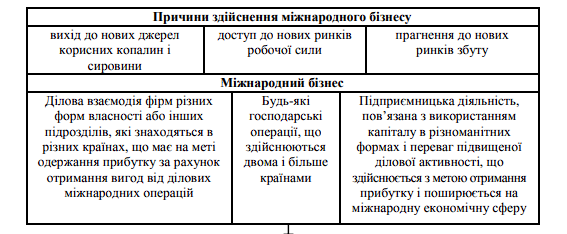 Причини здійснення міжнародного бізнесу
вихід до нових джерел
корисних копалин і
сировини
доступ до нових ринків
робочої сили
прагнення до нових
ринків збуту
Міжнародний бізнес
Ділова взаємодія фірм різних
форм власності або інших
підрозділів, які знаходяться в
різних країнах, що має на меті
одержання прибутку за рахунок
отримання вигод від ділових
міжнародних операцій
Будь-які
господарські
операції, що
здійснюються
двома і більше
країнами
Підприємницька діяльність,
пов’язана з використанням
капіталу в різноманітних
формах і переваг підвищеної
ділової активності, що
здійснюється з метою отримання
прибутку і поширюється на
міжнародну економічну сферу